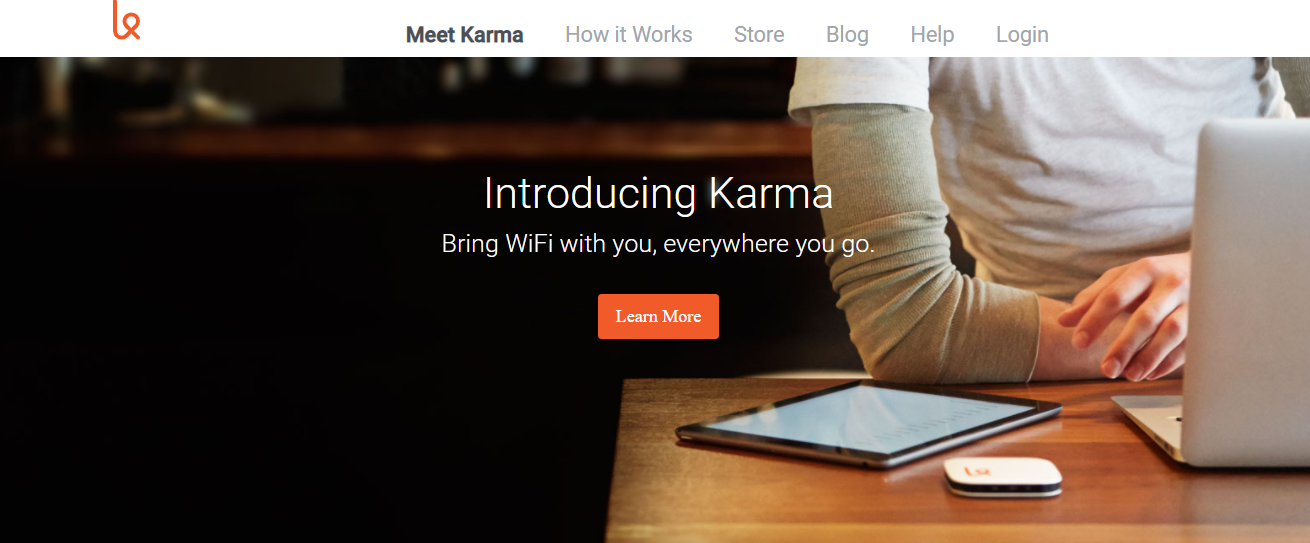 Meet Karma How it Works Store Blog Help Login
Introducing Karma
Bring WiFi with you, everywhere you go.
Learn More